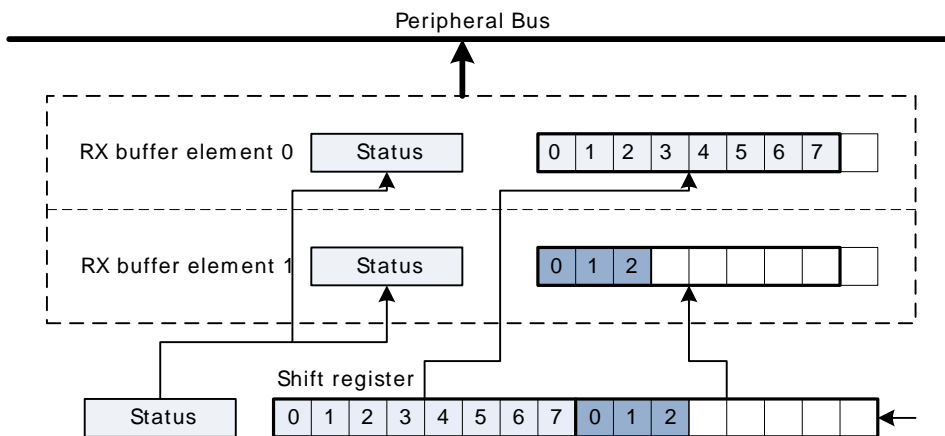 Peripheral Bus
RX buffer element 0 Status 0 1 2 3 4 5 6 7
RX buffer element 1 Status 0 1 2
Shift register
Status 0 1 2 3 4 5 6 7 0 1 2